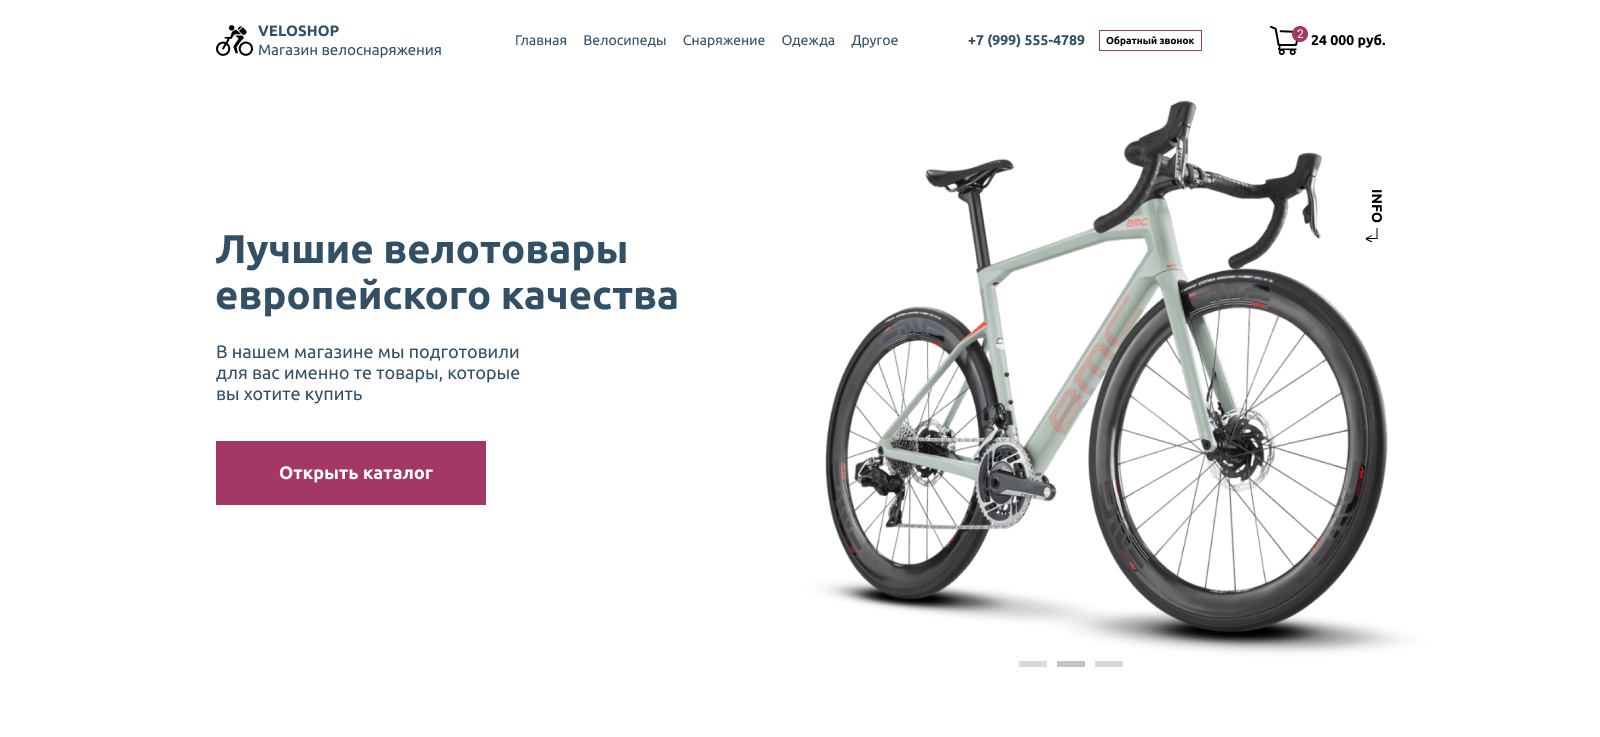 VELOSHOP
Магазин велоснаряжения
Главная Велосипеды Снаряжение Одежда Другое
+7 (999) 555-4789
Обратный звонок
2
24 000 руб.
INFO
Лучшие велотовары
европейского качества
В нашем магазине мы подготовили
для вас именно те товары, которые
вы хотите купить
Открыть каталог
BMC
BMC